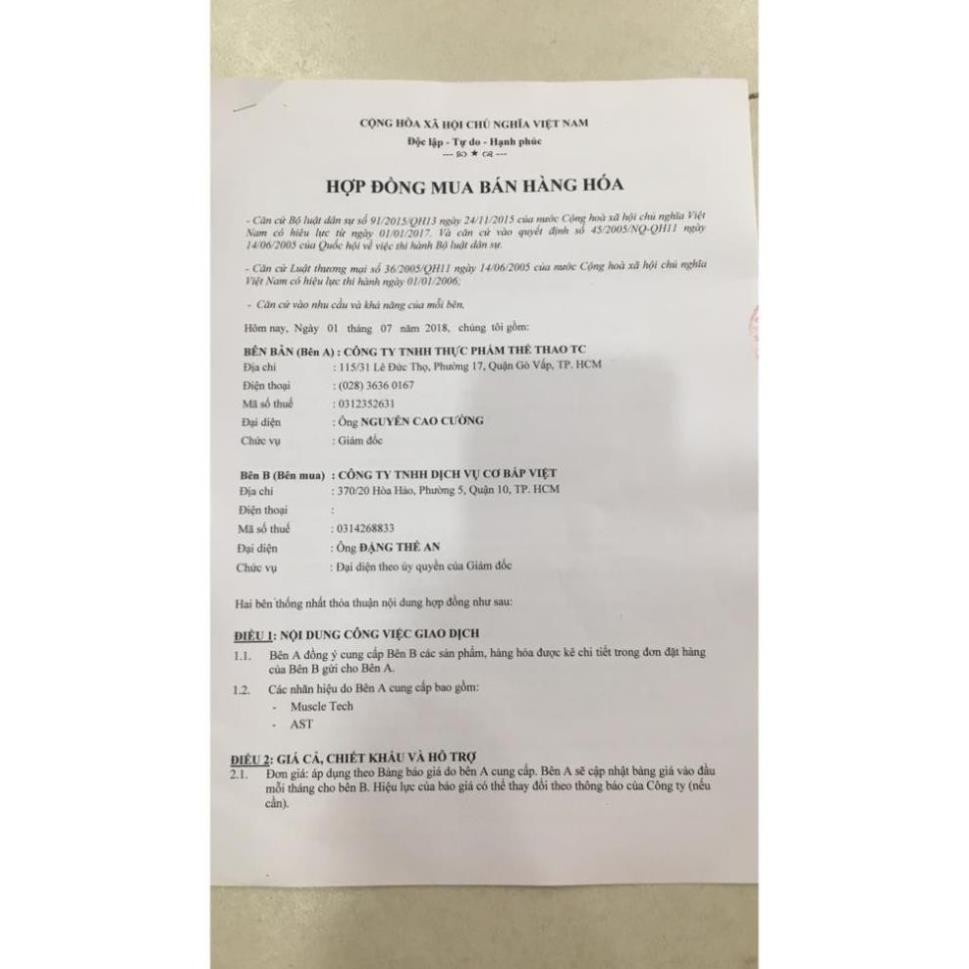 CỘNG HÒA XÃ HỘI CHỦ NGHĨA VIỆT NAM
Độc lập - Tự do - Hạnh phúc
HỢP ĐỒNG MUA BÁN HÀNG HÓA
- Căn cứ Bộ luật dân sự số 91/2015/QH13 ngày 24/11/2015 của nước Cộng hoà xã hội chủ nghĩa Việt
Nam có hiệu lực từ ngày 01/01/2017. Và căn cứ vào quyết định số 45/2005/NQ-QH11 ngày
14/06/2005 của Quốc hội về việc thi hành Bộ luật dân sự.
- Căn cứ Luật thương mại số 36/2005/QH11 ngày 14/06/2005 của nước Cộng hoà xã hội chủ nghĩa
Việt Nam có hiệu lực thi hành ngày 01/01/2006;
- Căn cứ vào nhu cầu và khả năng của mỗi bên,
Hôm nay, Ngày 01 tháng 07 năm 2018, chúng tôi gồm:
BÊN BÁN (Bên A) : CÔNG TY TNHH THỰC PHẨM THỂ THAO TC
Địa chỉ : 115/31 Lê Đức Thọ, Phường 17, Quận Gò Vấp, TP. HCM
Điện thoại : (028) 3636 0167
Mã số thuế : 0312352631
Đại diện : Ông NGUYỄN CAO CƯỜNG
Chức vụ : Giám đốc
Bên B (Bên mua) : CÔNG TY TNHH DỊCH VỤ CƠ BẮP VIỆT
Địa chỉ : 370/20 Hòa Hảo, Phường 5, Quận 10, TP. HCM
Điện thoại :
Mã số thuế : 0314268833
Đại diện : Ông ĐẶNG THẾ AN
Chức vụ : Đại diện theo ủy quyền của Giám đốc
Hai bên thống nhất thỏa thuận nội dung hợp đồng như sau:
ĐIỀU 1: NỘI DUNG CÔNG VIỆC GIAO DỊCH
1.1. Bên A đồng ý cung cấp Bên B các sản phẩm, hàng hóa được kê chi tiết trong đơn đặt hàng
của Bên B gửi cho Bên A.
1.2. Các nhãn hiệu do Bên A cung cấp bao gồm:
- Muscle Tech
- AST
ĐIỀU 2: GIÁ CẢ, CHIẾT KHẤU VÀ HỖ TRỢ
2.1. Đơn giá: áp dụng theo Bảng báo giá do bên A cung cấp. Bên A sẽ cập nhật bảng giá vào đầu
mỗi tháng cho bên B. Hiệu lực của báo giá có thể thay đổi theo thông báo của Công ty (nếu
cần).